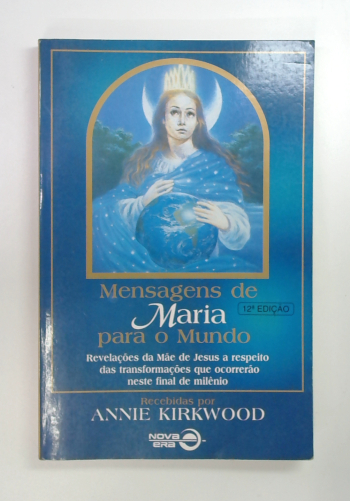 Mensagens de
Maria
12ª EDIÇÃO
para o Mundo
Revelações da Mãe de Jesus a respeito
das transformações que ocorrerão
neste final de milênio
Recebidas por
ANNIE KIRKWOOD
NOVA
ERA